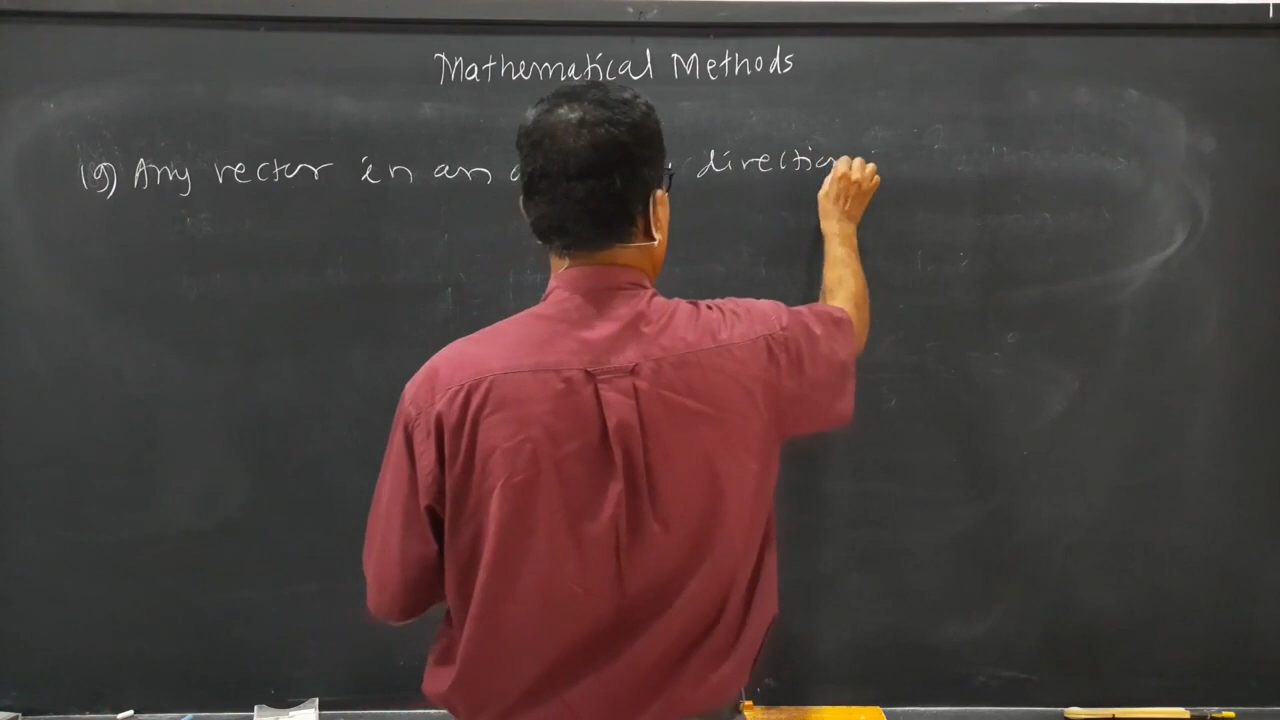 Mathematical Methods
(9) Any vector in an direction